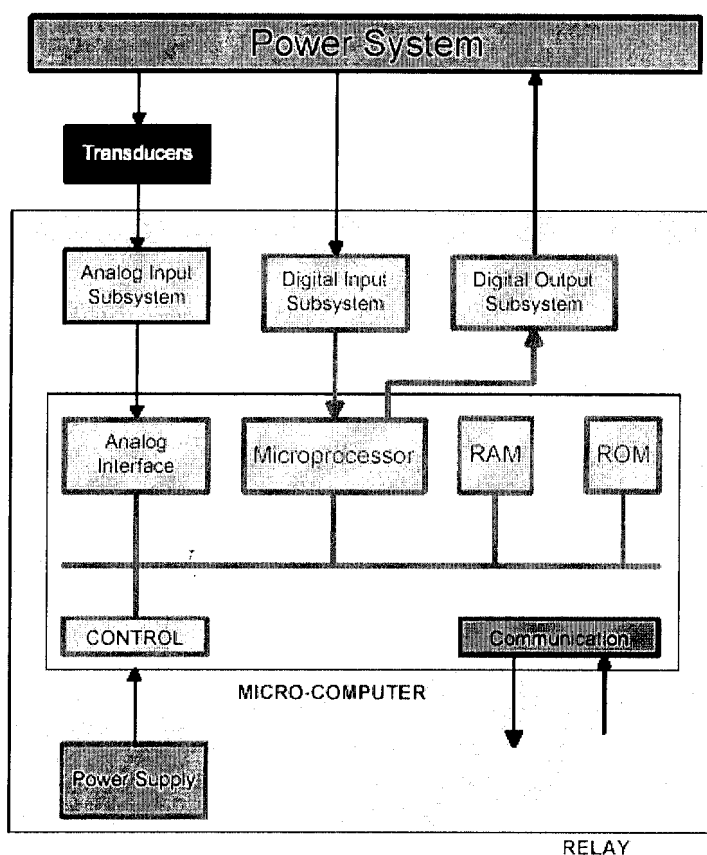 Power System
Transducers
Analog Input
Subsystem
Digital Input
Subsystem
Digital Output
Subsystem
Analog
Interface
Microprocessor
RAM
ROM
CONTROL
Communication
MICRO-COMPUTER
Power Supply
RELAY